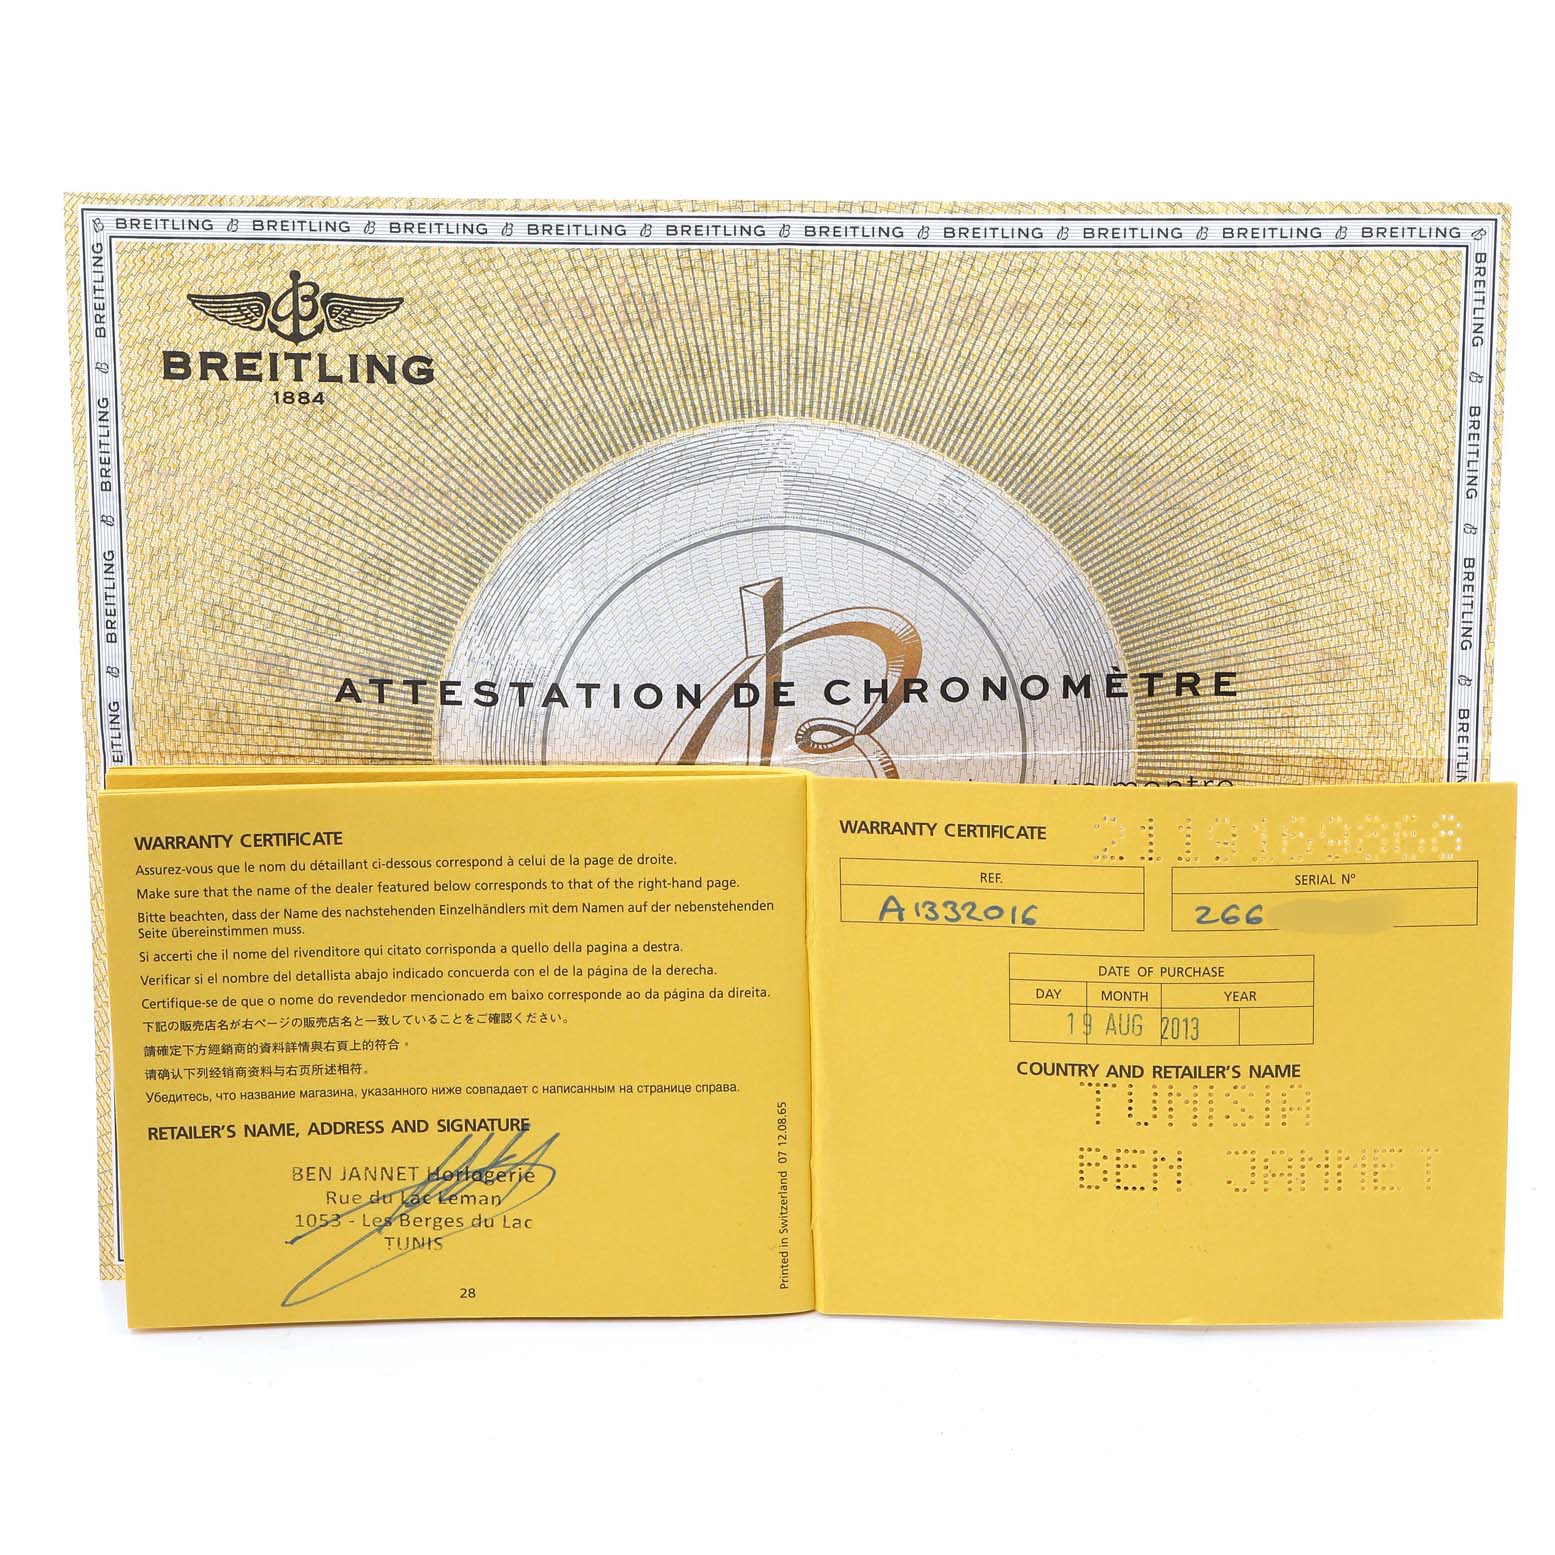 BREITLING BREITLING BREITLING BREITLING BREITLING BREITLING BREITLING BREITLING BREITLING BREITLING
BREITLING
BREITLING
BREITLING
EITLING
BREITLING
BREITLING
BREITLING
BREITLIN
BREITLING
1884
ATTESTATION DE CHRONOMÈTRE
montre
WARRANTY CERTIFICATE
Assurez-vous que le nom du détaillant ci-dessous correspond à celui de la page de droite.
Make sure that the name of the dealer featured below corresponds to that of the right-hand page.
Bitte beachten, dass der Name des nachstehenden Einzelhändlers mit dem Namen auf der nebenstehenden
Seite übereinstimmen muss.
Si accerti che il nome del rivenditore qui citato corrisponda a quello della pagina a destra.
Verificar si el nombre del detallista abajo indicado concuerda con el de la página de la derecha.
Certifique-se de que o nome do revendedor mencionado em baixo corresponde ao da página da direita.
下記の販売店名が右ページの販売店名と一致していることをご確認ください。
請確定下方經銷商的資料詳情與右頁上的符合。
请确认下列经销商资料与右页所述相符。
Убедитесь, что название магазина, указанного ниже совпадает с написанным на странице справа.
RETAILER'S NAME, ADDRESS AND SIGNATURE
BEN JANNET Horlogerie
Rue du Lac Leman
1053 - Les Berges du Lac
TUNIS
28
Printed in Switzerland 07 12.08.65
WARRANTY CERTIFICATE
REF.
A1332016
SERIAL N°
266
DATE OF PURCHASE
DAY MONTH YEAR
19 AUG 2013
COUNTRY AND RETAILER'S NAME
TUNISIA
BEN JANNET